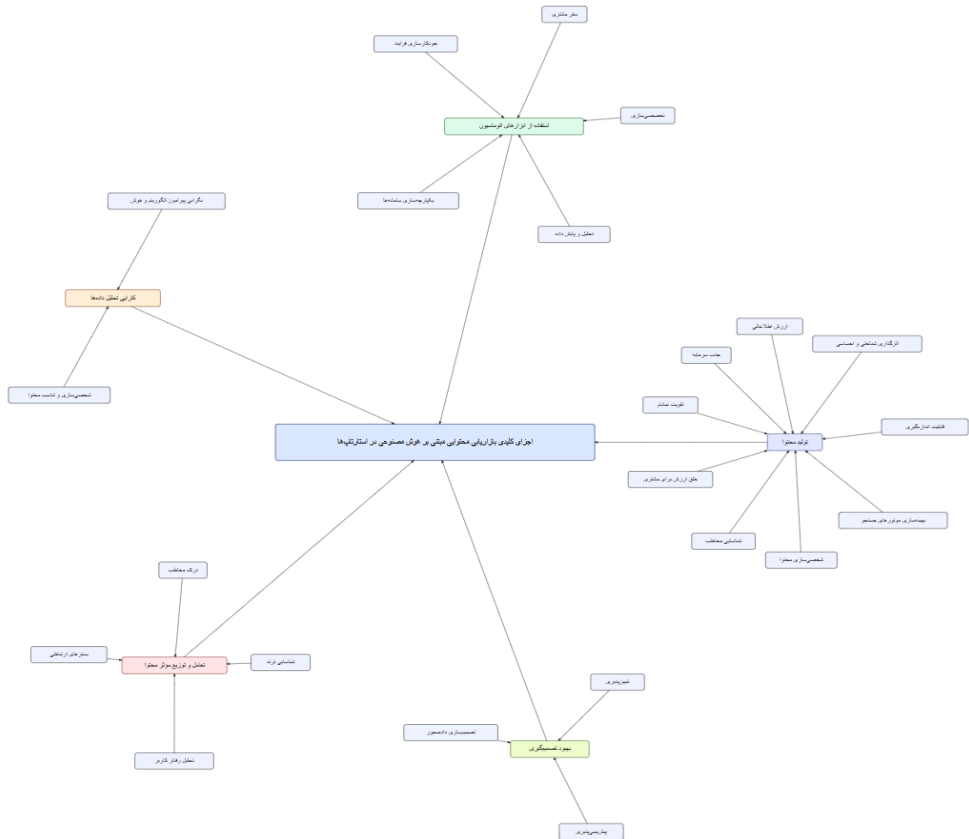 سفر مشتری
خودکارسازی فرایند
تخصصی‌سازی
استفاده از ابزارهای اتوماسیون
یکپارچه‌سازی سامانه‌ها
تحلیل و پایش داده
نگرانی پیرامون الگوریتم و هوش
کارایی تحلیل داده‌ها
شخصی‌سازی و تناسب محتوا
ارزش اطلاعاتی
اثرگذاری شناختی و احساسی
جذب سرمایه
تقویت نمانام
قابلیت اندازه‌گیری
تولید محتوا
اجزای کلیدی بازاریابی محتوایی مبتنی بر هوش مصنوعی در استارتاپ‌ها
خلق ارزش برای مشتری
بهینه‌سازی موتورهای جستجو
شناسایی مخاطب
شخصی‌سازی محتوا
درک مخاطب
بسترهای ارتباطی
تعامل و توزیع مؤثر محتوا
شناسایی ترند
تحلیل رفتار کاربر
تصمیم‌سازی داده‌محور
بهبود تصمیم‌گیری
پیش‌بینی‌پذیری